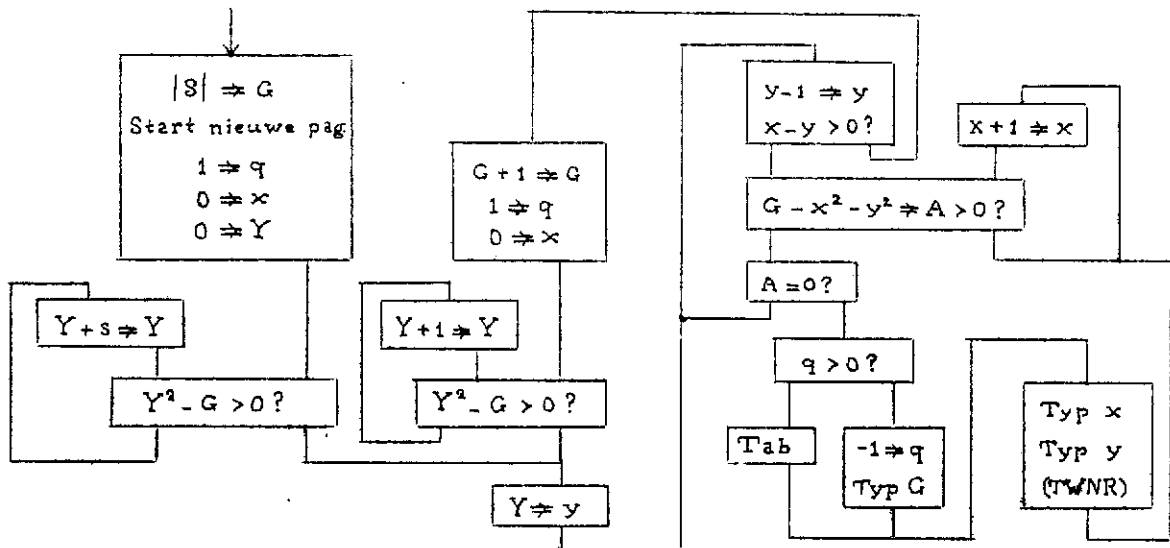 |S| ⇒ G
Start nieuwe pag
1 ⇒ q
0 ⇒ x
0 ⇒ Y
Y + s ⇒ Y
Y² - G > 0 ?
G + 1 ⇒ G
1 ⇒ q
0 ⇒ x
Y + 1 ⇒ Y
Y² - G > 0 ?
Y ⇒ y
y - 1 ⇒ y
x - y > 0 ?
x + 1 ⇒ x
G - x² - y² ⇒ A > 0 ?
A = 0 ?
q > 0 ?
Tab
-1 ⇒ q
Typ G
Typ x
Typ y
(TWNR)